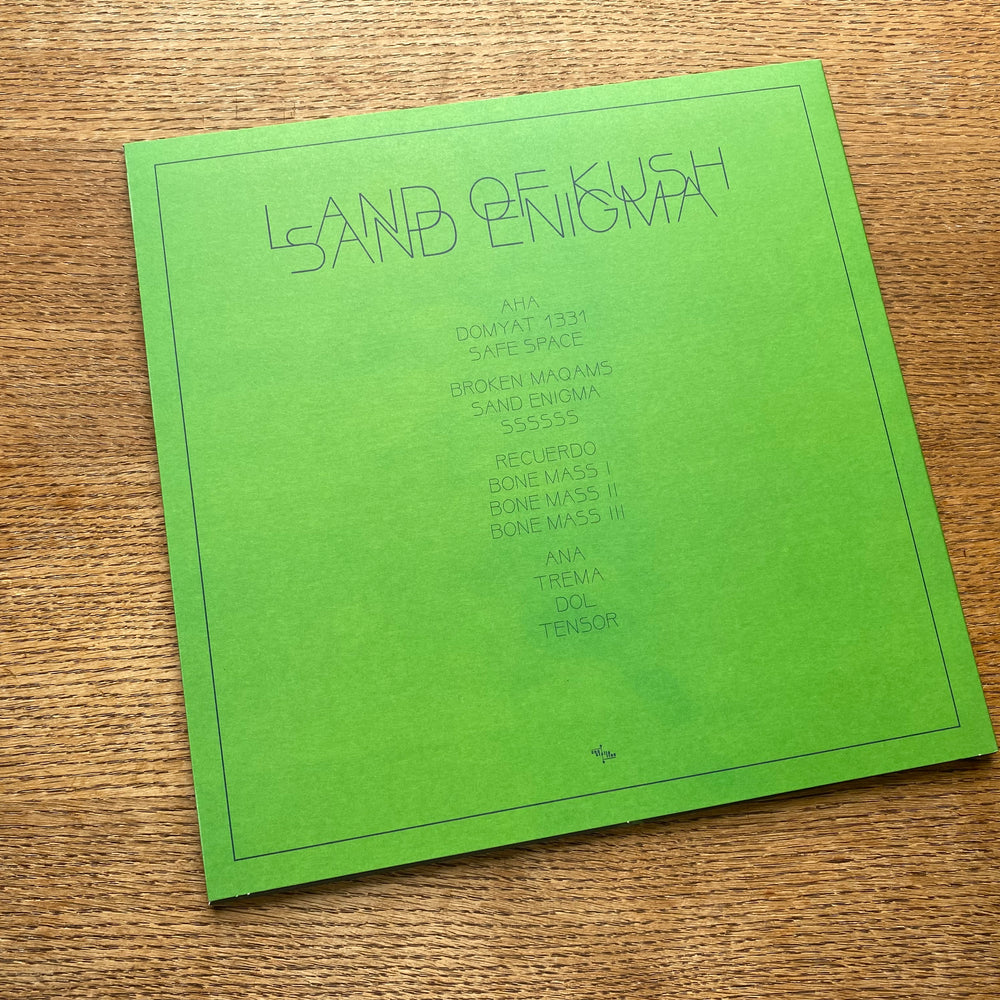 LAND OF KUSH
SAND ENIGMA
AHA
DOMYAT 1331
SAFE SPACE
BROKEN MAQAMS
SAND ENIGMA
SSSSSS
RECUERDO
BONE MASS I
BONE MASS II
BONE MASS III
ANA
TREMA
DOL
TENSOR